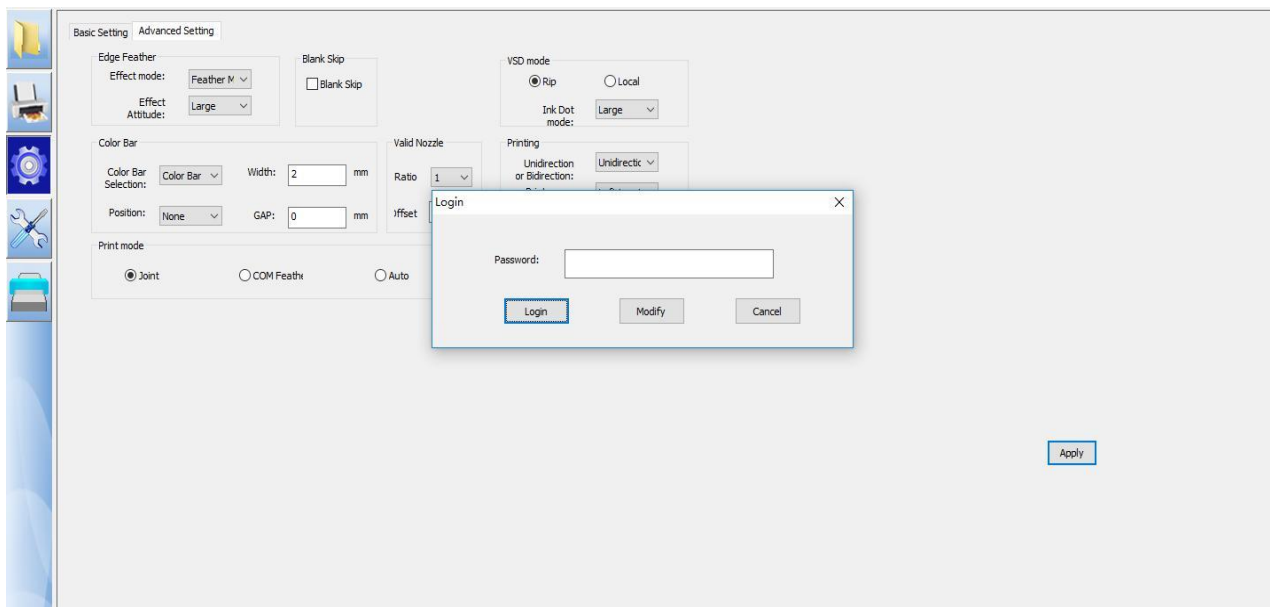 Basic Setting Advanced Setting
Edge Feather
Effect mode: Feather M
Effect
Attitude: Large
Blank Skip
Blank Skip
VSD mode
Rip Local
Ink Dot
mode: Large
Color Bar
Color Bar
Selection: Color Bar Width: 2 mm
Position: None GAP: 0 mm
Valid Nozzle
Ratio 1
Offset
Printing
Unidirection
or Bidirection: Unidirectic
Print mode
Joint COM Feathe Auto
Login
Password:
Login Modify Cancel
Apply